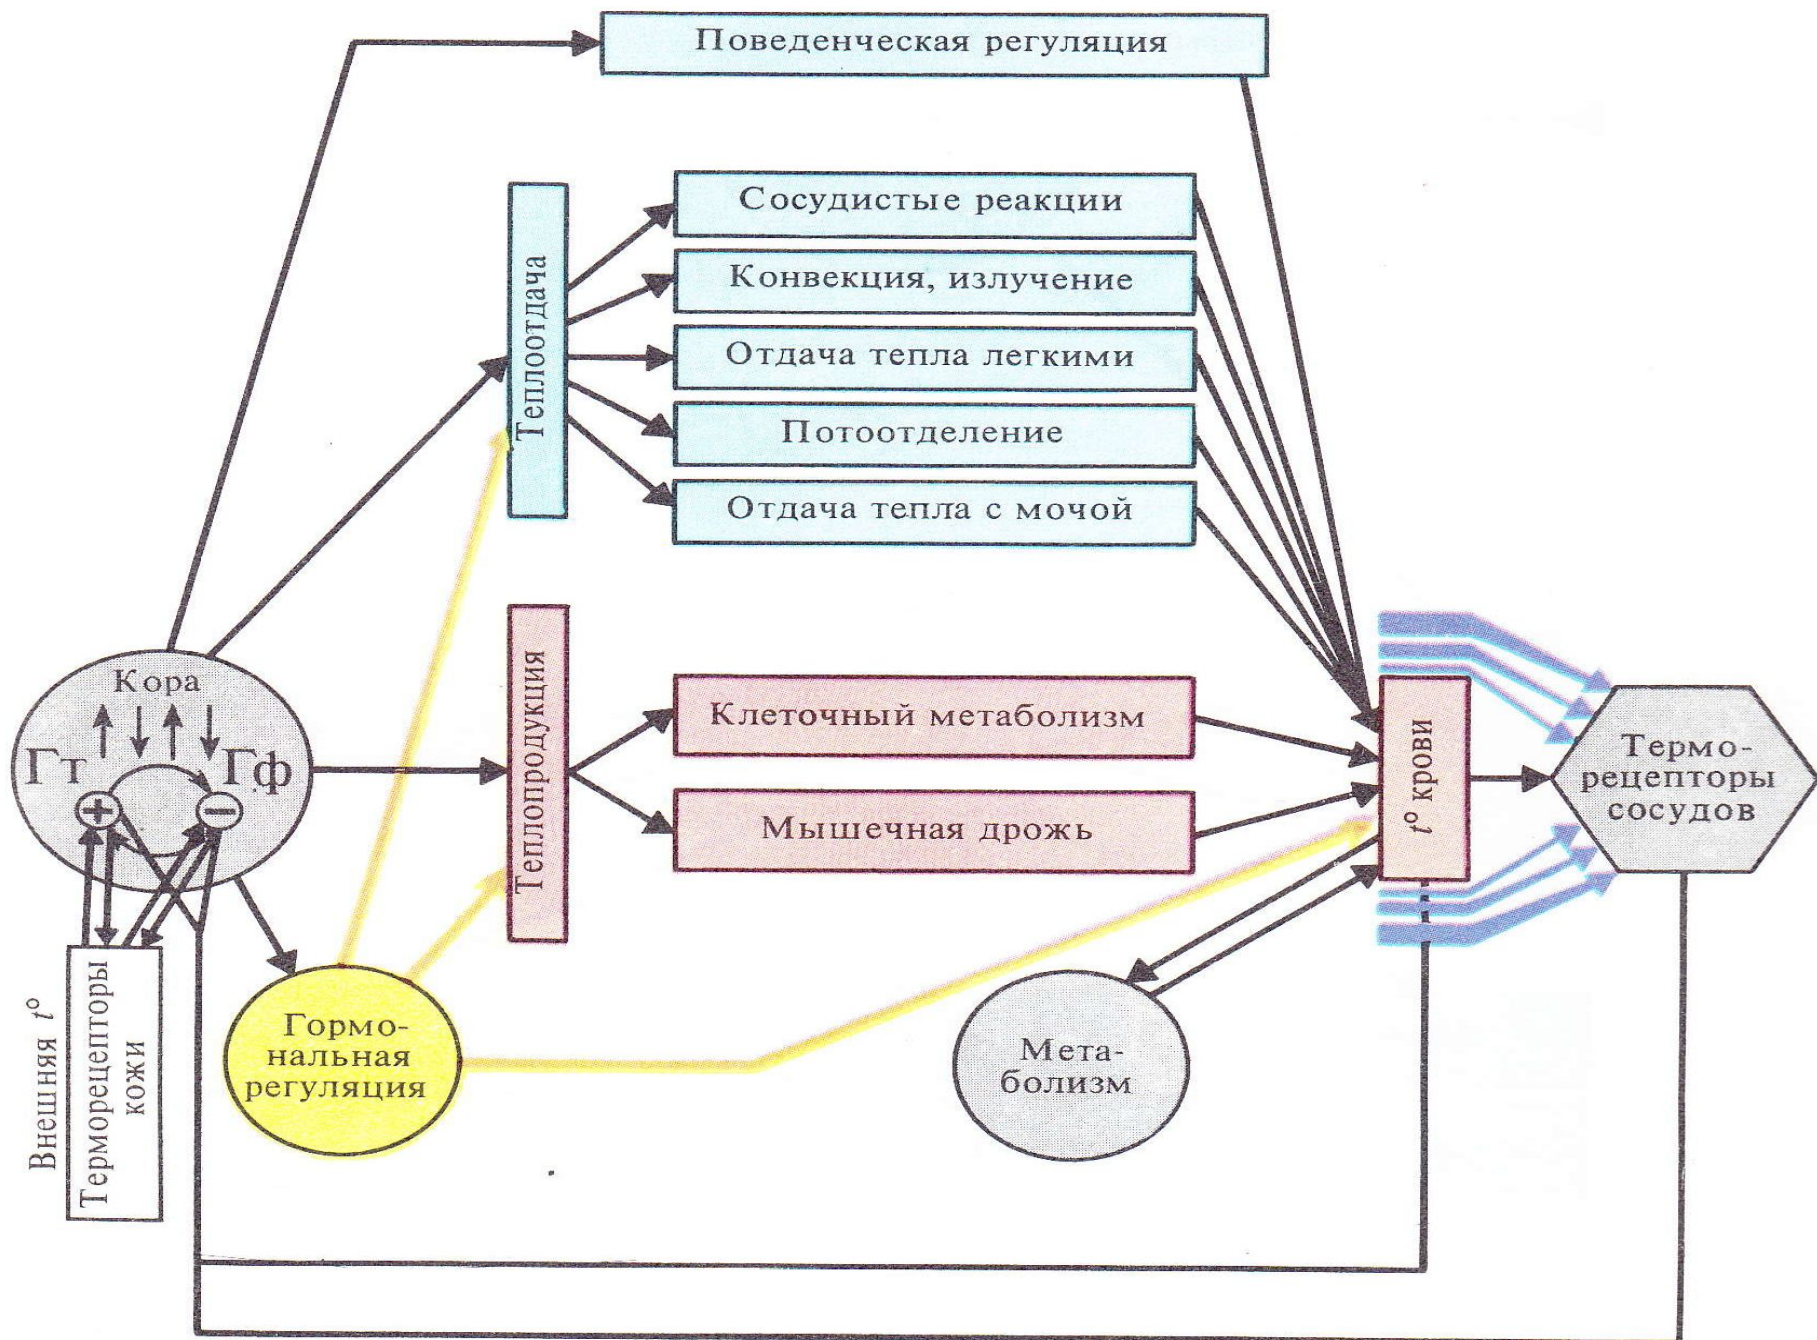 Поведенческая регуляция
Теплоотдача
Сосудистые реакции
Конвекция, излучение
Отдача тепла легкими
Потоотделение
Отдача тепла с мочой
Кора
Гт Гф
+ −
Теплопродукция
Клеточный метаболизм
Мышечная дрожь
t° крови
Термо-
рецепторы
сосудов
Внешняя t°
Терморецепторы
кожи
Гормо-
нальная
регуляция
Мета-
болизм